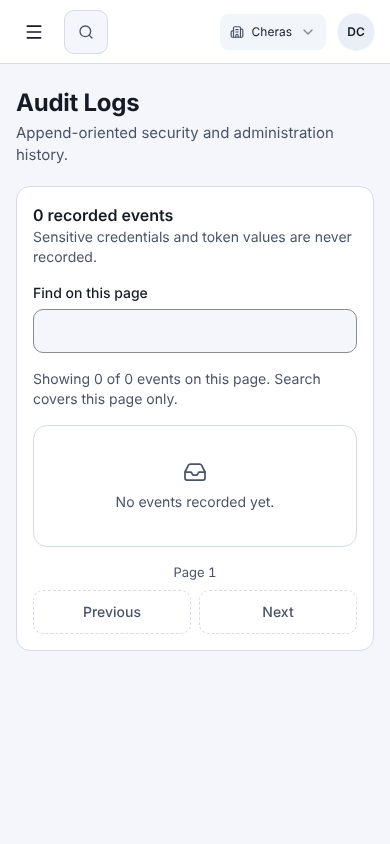 Cheras
DC
Audit Logs
Append-oriented security and administration
history.
0 recorded events
Sensitive credentials and token values are never
recorded.
Find on this page
Showing 0 of 0 events on this page. Search
covers this page only.
No events recorded yet.
Page 1
Previous
Next